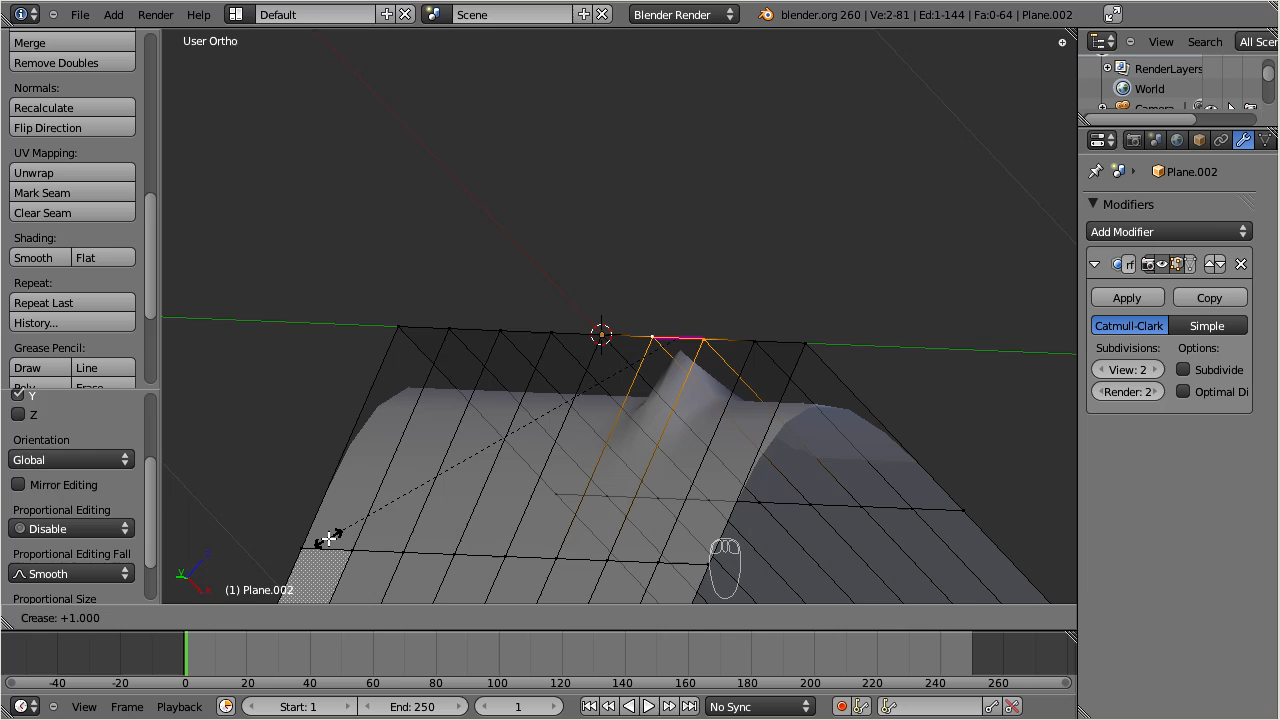 File Add Render Help Default Scene Blender Render blender.org 260 | Ve:2-81 | Ed:1-144 | Fa:0-64 | Plane.002
Merge
Remove Doubles
Normals:
Recalculate
Flip Direction
UV Mapping:
Unwrap
Mark Seam
Clear Seam
Shading:
Smooth Flat
Repeat:
Repeat Last
History...
Grease Pencil:
Draw Line
Y
Z
Orientation
Global
Mirror Editing
Proportional Editing
Disable
Proportional Editing Fall
Smooth
Proportional Size
User Ortho
y
x
(1) Plane.002
Crease: +1.000
View Search All Scen
RenderLayers
World
Camera
Plane.002
Modifiers
Add Modifier
rf
Apply Copy
Catmull-Clark Simple
Subdivisions: Options:
View: 2 Subdivide
Render: 2 Optimal Di
-40 -20 0 20 40 60 80 100 120 140 160 180 200 220 240 260
View Frame Playback Start: 1 End: 250 1 No Sync